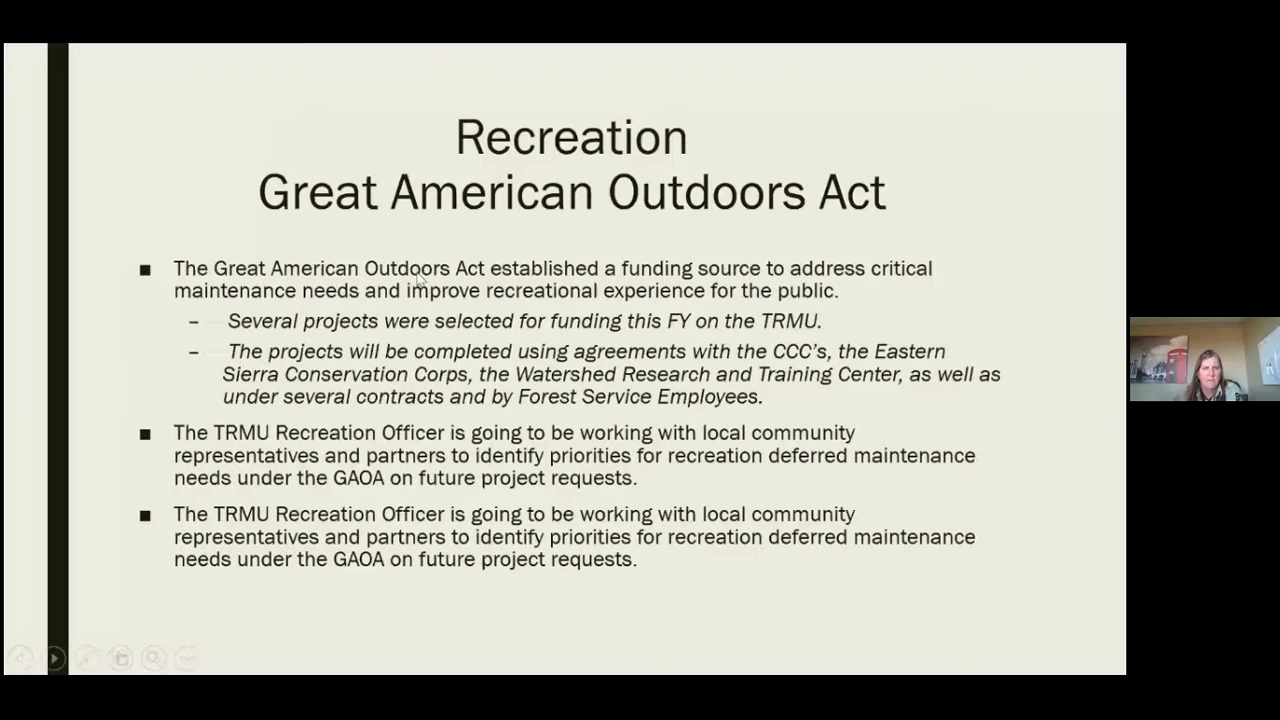 Recreation
Great American Outdoors Act
■ The Great American Outdoors Act established a funding source to address critical
maintenance needs and improve recreational experience for the public.
– Several projects were selected for funding this FY on the TRMU.
– The projects will be completed using agreements with the CCC's, the Eastern
Sierra Conservation Corps, the Watershed Research and Training Center, as well as
under several contracts and by Forest Service Employees.
■ The TRMU Recreation Officer is going to be working with local community
representatives and partners to identify priorities for recreation deferred maintenance
needs under the GAOA on future project requests.
■ The TRMU Recreation Officer is going to be working with local community
representatives and partners to identify priorities for recreation deferred maintenance
needs under the GAOA on future project requests.